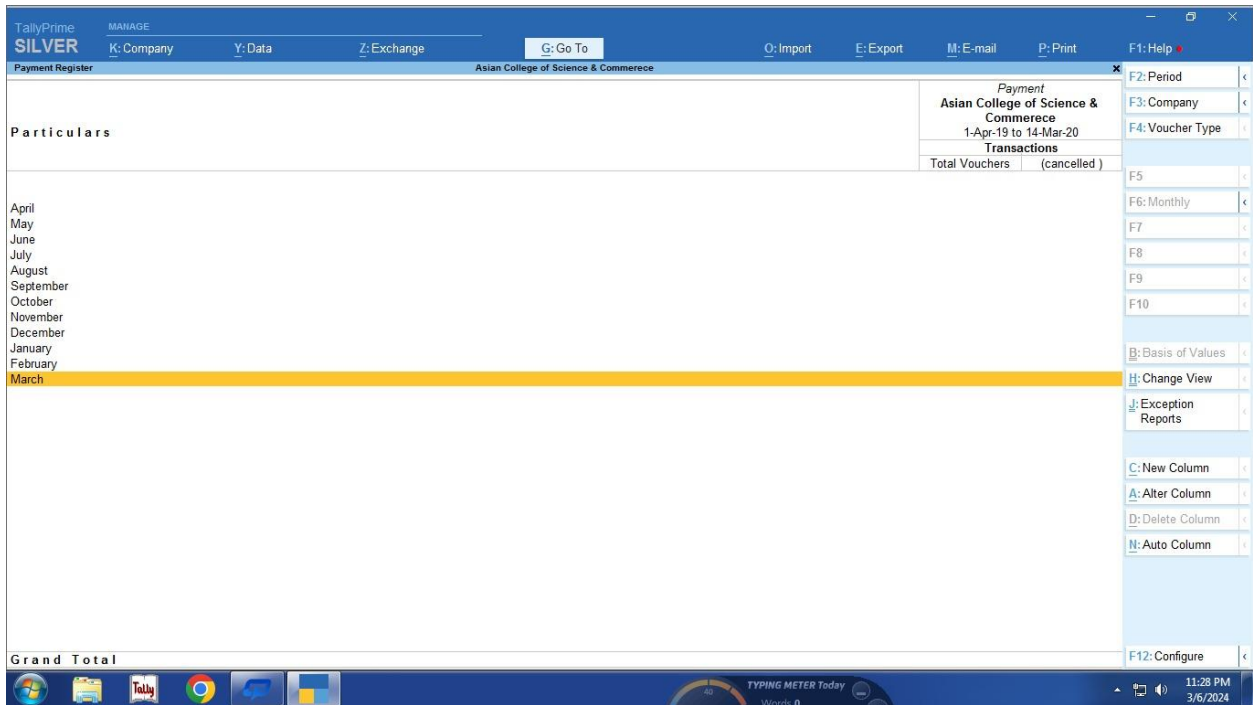 TallyPrime
MANAGE
SILVER
K: Company
Y: Data
Z: Exchange
G: Go To
O: Import
E: Export
M: E-mail
P: Print
F1: Help
Payment Register
Asian College of Science & Commerece
Particulars
Payment
Asian College of Science &
Commerece
1-Apr-19 to 14-Mar-20
Transactions
Total Vouchers
(cancelled )
April
May
June
July
August
September
October
November
December
January
February
March
Grand Total
F2: Period
F3: Company
F4: Voucher Type
F5
F6: Monthly
F7
F8
F9
F10
B: Basis of Values
H: Change View
J: Exception
Reports
C: New Column
A: Alter Column
D: Delete Column
N: Auto Column
F12: Configure
Tally
40
TYPING METER Today
Words 0
11:28 PM
3/6/2024